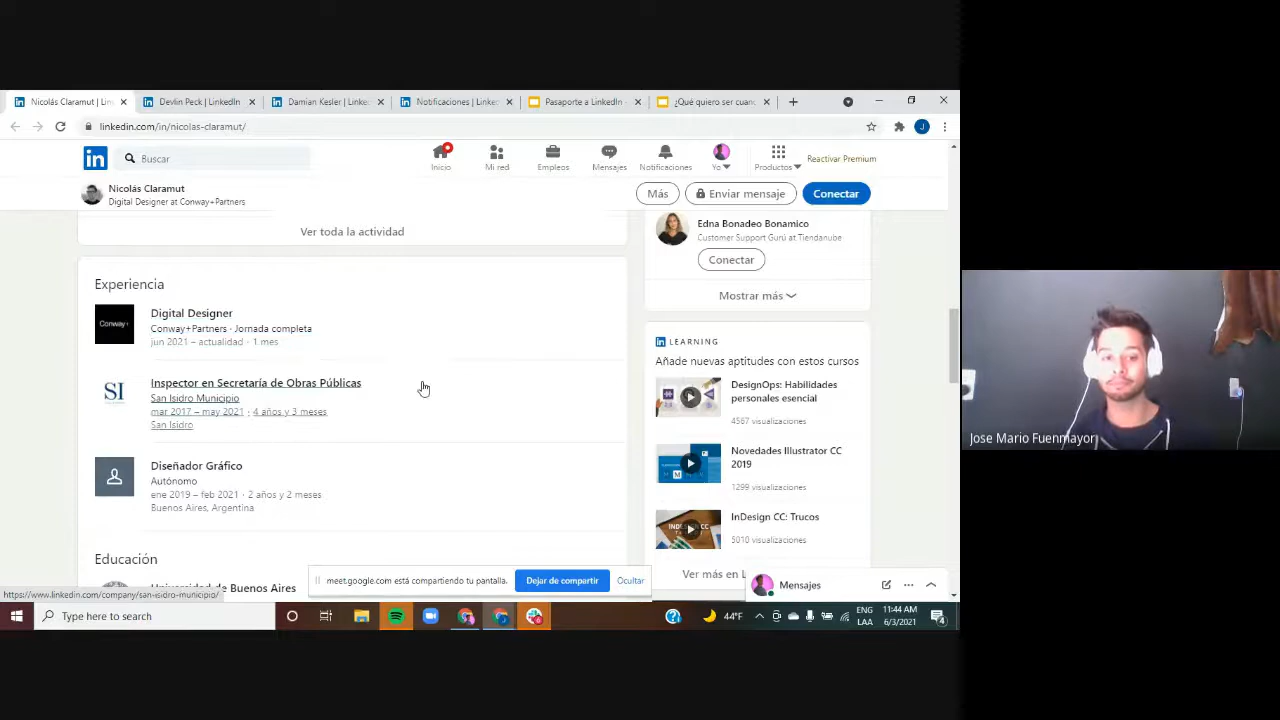 Nicolás Claramut | Lin
Devlin Peck | LinkedIn
Damian Kesler | Linke
Notificaciones | Linke
Pasaporte a LinkedIn -
¿Qué quiero ser cuan
linkedin.com/in/nicolas-claramut/
J
Buscar
Inicio
Mi red
Empleos
Mensajes
Notificaciones
Yo
Productos
Reactivar Premium
Nicolás Claramut
Digital Designer at Conway+Partners
Más
Enviar mensaje
Conectar
Ver toda la actividad
Experiencia
Conway+
Digital Designer
Conway+Partners · Jornada completa
jun 2021 – actualidad · 1 mes
SI
Inspector en Secretaría de Obras Públicas
San Isidro Municipio
mar 2017 – may 2021 · 4 años y 3 meses
San Isidro
Diseñador Gráfico
Autónomo
ene 2019 – feb 2021 · 2 años y 2 meses
Buenos Aires, Argentina
Educación
Universidad de Buenos Aires
Edna Bonadeo Bonamico
Customer Support Gurú at Tiendanube
Conectar
Mostrar más
in LEARNING
Añade nuevas aptitudes con estos cursos
DesignOps: Habilidades
personales esencial
4567 visualizaciones
Novedades Illustrator CC
2019
1299 visualizaciones
InDesign CC: Trucos
5010 visualizaciones
Ver más en L
Mensajes
meet.google.com está compartiendo tu pantalla.
Dejar de compartir
Ocultar
https://www.linkedin.com/company/san-isidro-municipio/
Type here to search
44°F
ENG
LAA
11:44 AM
6/3/2021
4
Jose Mario Fuenmayor